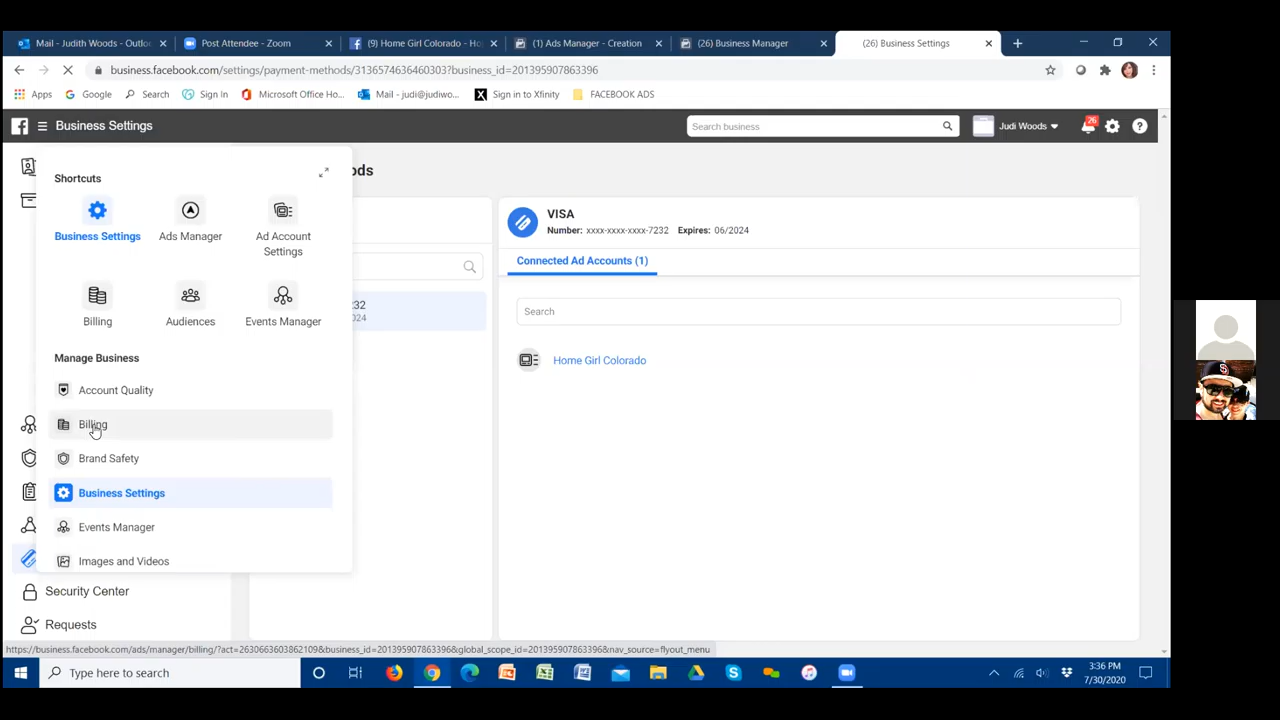 Mail - Judith Woods - Outlo
Post Attendee - Zoom
(9) Home Girl Colorado - Ho
(1) Ads Manager - Creation
(26) Business Manager
(26) Business Settings
business.facebook.com/settings/payment-methods/3136574636460303?business_id=201395907863396
Apps
Google
Search
Sign In
Microsoft Office Ho...
Mail - judi@judiwo...
Sign in to Xfinity
FACEBOOK ADS
Business Settings
Search business
Judi Woods
26
Shortcuts
ods
Business Settings
Ads Manager
Ad Account
Settings
VISA
Number: xxxx-xxxx-xxxx-7232 Expires: 06/2024
Connected Ad Accounts (1)
Billing
Audiences
Events Manager
:32
024
Search
Manage Business
Home Girl Colorado
Account Quality
Billing
Brand Safety
Business Settings
Events Manager
Images and Videos
Security Center
Requests
https://business.facebook.com/ads/manager/billing/?act=2630663603862109&business_id=201395907863396&global_scope_id=201395907863396&nav_source=flyout_menu
Type here to search
3:36 PM
7/30/2020